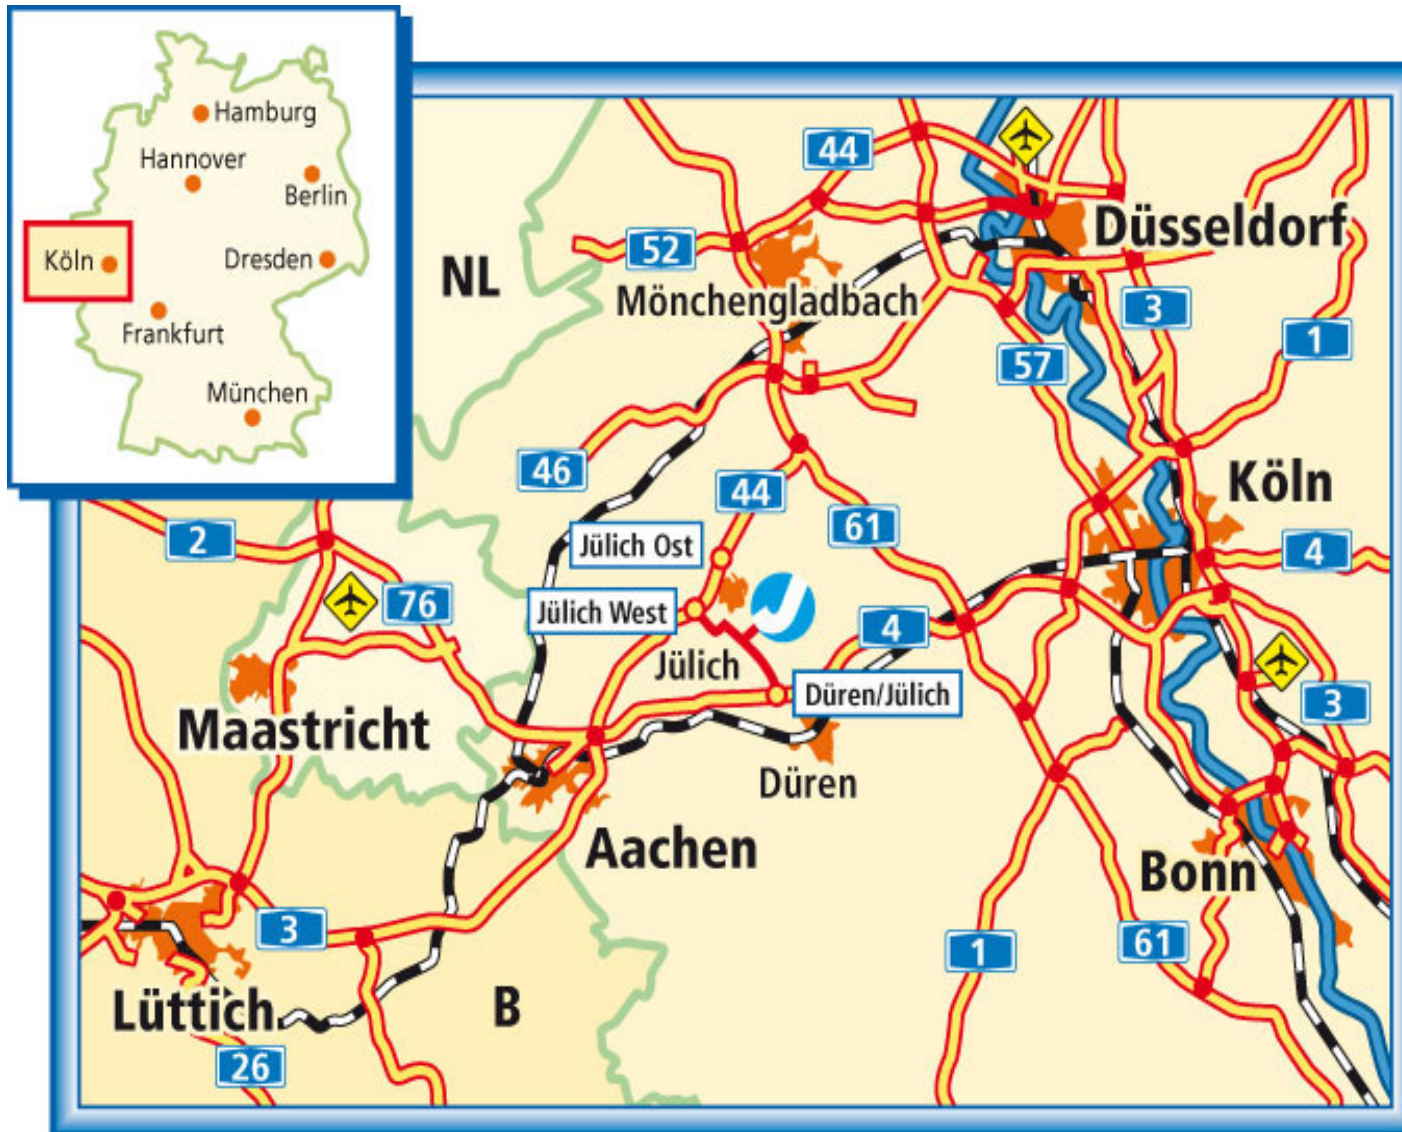 Hamburg
Hannover
Berlin
Köln
Dresden
Frankfurt
München
44
Düsseldorf
52
NL
Mönchengladbach
3
1
57
46
44
Köln
61
2
Jülich Ost
4
76
Jülich West
4
Jülich
Düren/Jülich
3
Maastricht
Düren
Aachen
Bonn
3
1
61
Lüttich
B
26